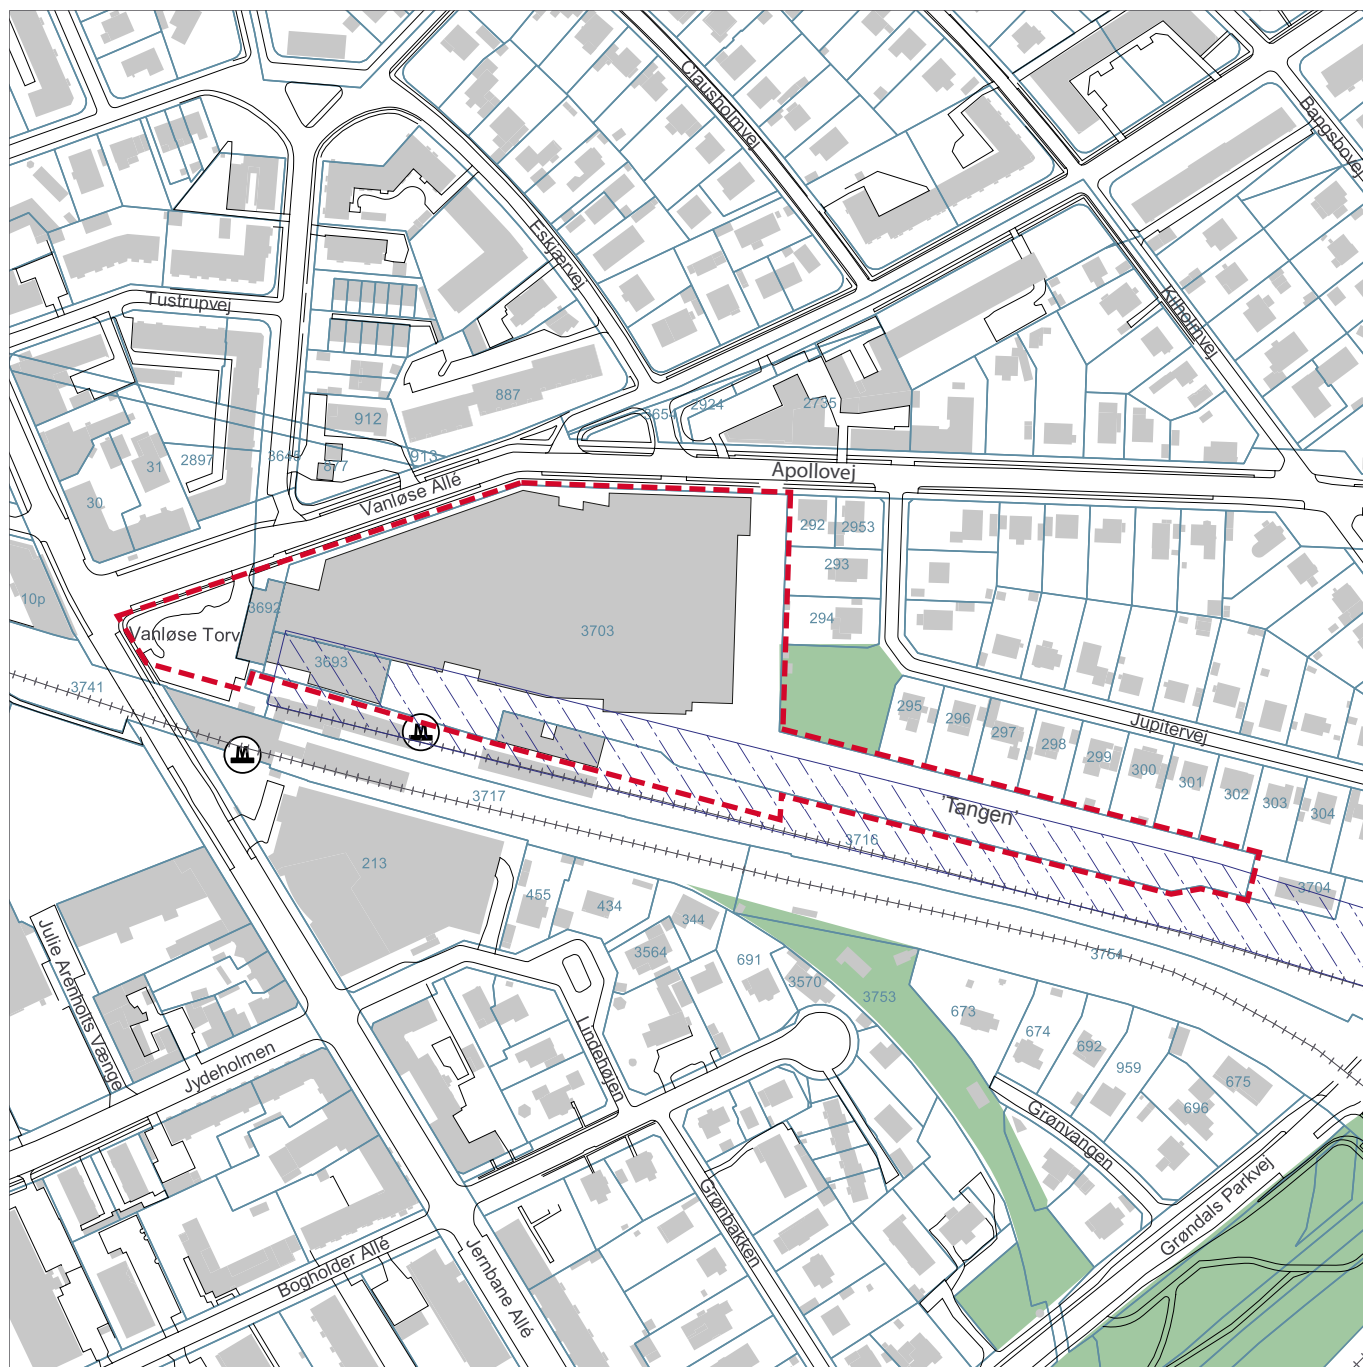 Clausholmvej
Bangsbovej
Eskjærvej
Tustrupvej
Kilholmvej
887
912
2924
3654
2735
913
31
2897
3646
877
Apollovej
Vanløse Allé
30
292
2953
293
10p
3692
294
Vanløse Torv
3703
3693
3741
295
296
297
298
299
300
301
302
303
304
Jupitervej
M
M
3717
'Tangen'
3716
213
3704
455
434
344
3564
691
3570
3753
3754
673
674
692
959
675
696
Julie Arenholts Vænge
Jydeholmen
Lindehøjen
Grønvangen
Grønbakken
Grøndals Parkvej
Bogholder Allé
Jernbane Allé